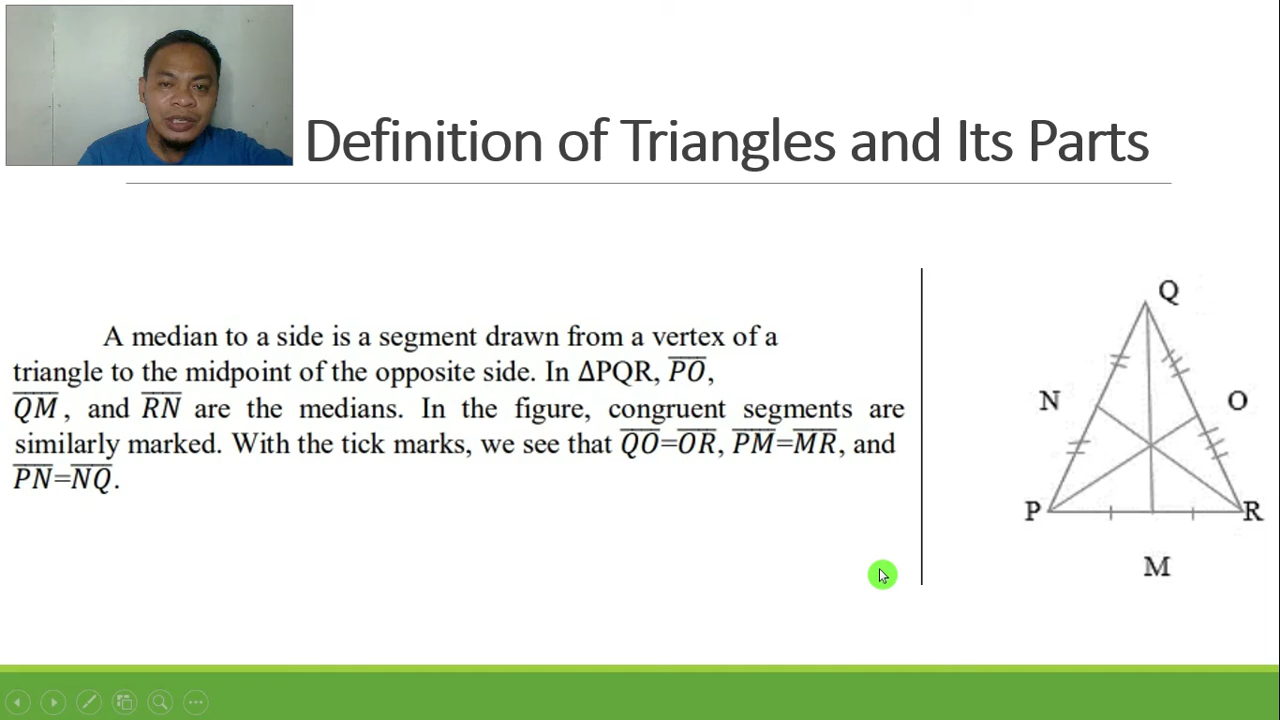 Definition of Triangles and Its Parts
A median to a side is a segment drawn from a vertex of a
triangle to the midpoint of the opposite side. In ΔPQR, P̅O̅,
Q̅M̅, and R̅N̅ are the medians. In the figure, congruent segments are
similarly marked. With the tick marks, we see that Q̅O̅=O̅R̅, P̅M̅=M̅R̅, and
P̅N̅=N̅Q̅.
Q
N
O
P
R
M